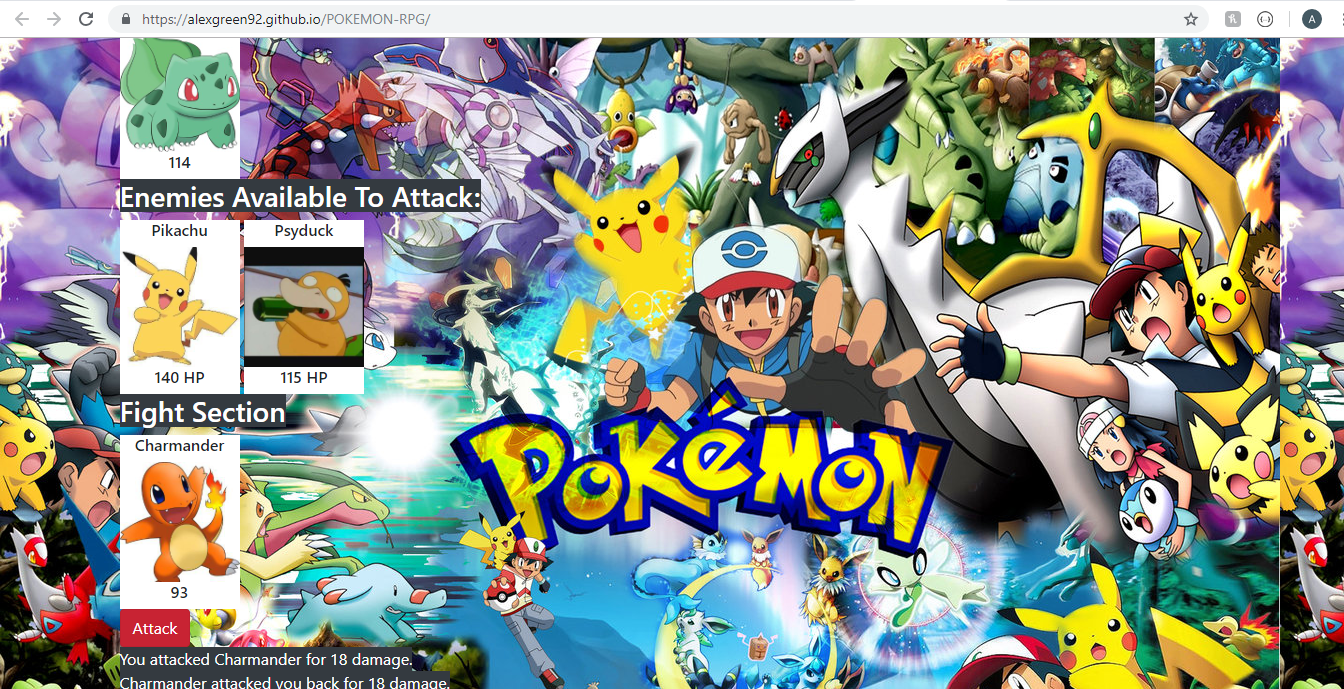 https://alexgreen92.github.io/POKEMON-RPG/
A
114
Enemies Available To Attack:
Pikachu
Psyduck
140 HP
115 HP
Fight Section
Charmander
POKéMON
93
Attack
You attacked Charmander for 18 damage.
Charmander attacked you back for 18 damage.